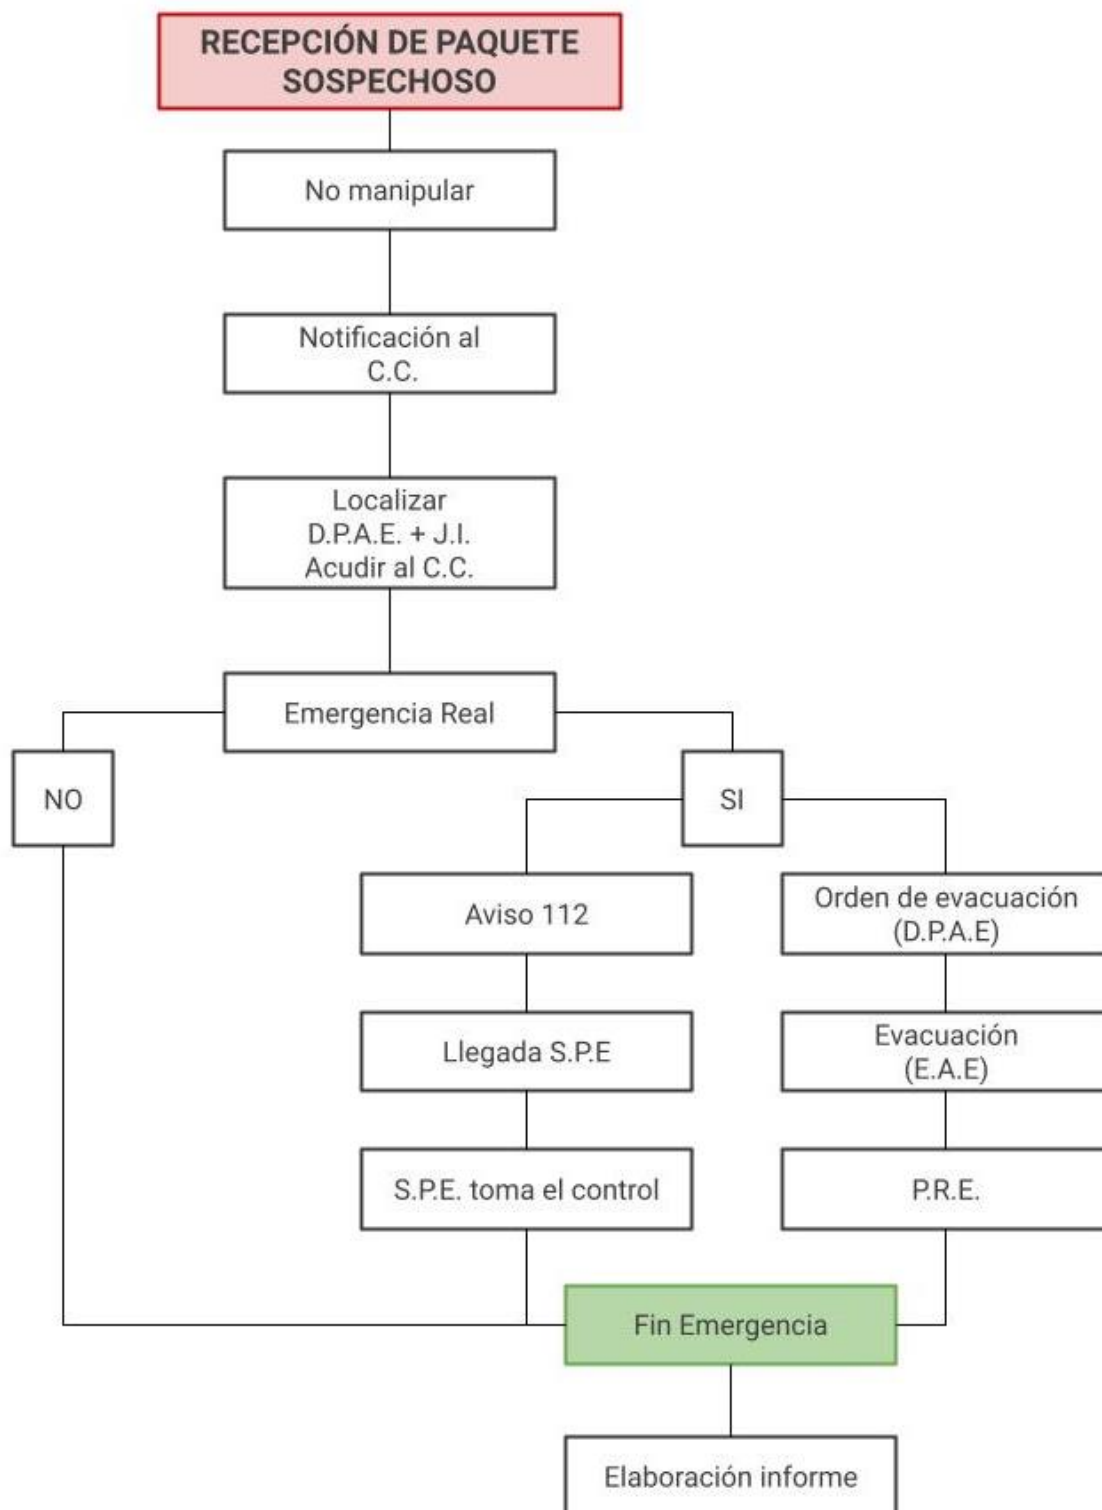 RECEPCIÓN DE PAQUETE
SOSPECHOSO
No manipular
Notificación al
C.C.
Localizar
D.P.A.E. + J.I.
Acudir al C.C.
Emergencia Real
NO
SI
Aviso 112
Orden de evacuación
(D.P.A.E)
Llegada S.P.E
Evacuación
(E.A.E)
S.P.E. toma el control
P.R.E.
Fin Emergencia
Elaboración informe